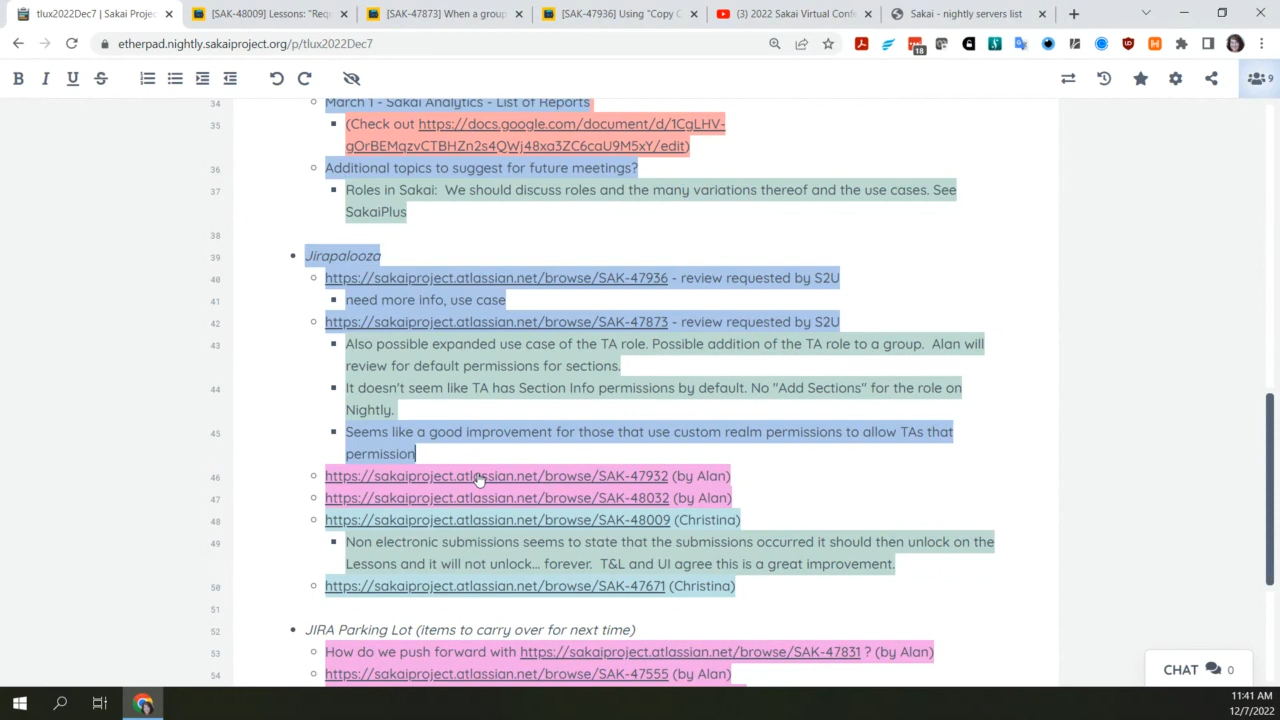 tlux2022Dec7 | Sakai Projec
[SAK-48009] Lessons: "Requ
[SAK-47873] When a group
[SAK-47936] Using "Copy C
(3) 2022 Sakai Virtual Confe
Sakai - nightly servers list
etherpad.nightly.sakaiproject.org/p/tlux2022Dec7
18
B I U S
9
34 March 1 - Sakai Analytics - List of Reports
35 (Check out https://docs.google.com/document/d/1CgLHV-
gOrBEMqzvCTBHZn2s4QWj48xa3ZC6caU9M5xY/edit)
36 Additional topics to suggest for future meetings?
37 Roles in Sakai: We should discuss roles and the many variations thereof and the use cases. See
SakaiPlus
38
39 Jirapalooza
40 https://sakaiproject.atlassian.net/browse/SAK-47936 - review requested by S2U
41 need more info, use case
42 https://sakaiproject.atlassian.net/browse/SAK-47873 - review requested by S2U
43 Also possible expanded use case of the TA role. Possible addition of the TA role to a group. Alan will
review for default permissions for sections.
44 It doesn't seem like TA has Section Info permissions by default. No "Add Sections" for the role on
Nightly.
45 Seems like a good improvement for those that use custom realm permissions to allow TAs that
permission
46 https://sakaiproject.atlassian.net/browse/SAK-47932 (by Alan)
47 https://sakaiproject.atlassian.net/browse/SAK-48032 (by Alan)
48 https://sakaiproject.atlassian.net/browse/SAK-48009 (Christina)
49 Non electronic submissions seems to state that the submissions occurred it should then unlock on the
Lessons and it will not unlock... forever. T&L and UI agree this is a great improvement.
50 https://sakaiproject.atlassian.net/browse/SAK-47671 (Christina)
51
52 JIRA Parking Lot (items to carry over for next time)
53 How do we push forward with https://sakaiproject.atlassian.net/browse/SAK-47831 ? (by Alan)
54 https://sakaiproject.atlassian.net/browse/SAK-47555 (by Alan)
CHAT 0
11:41 AM
12/7/2022